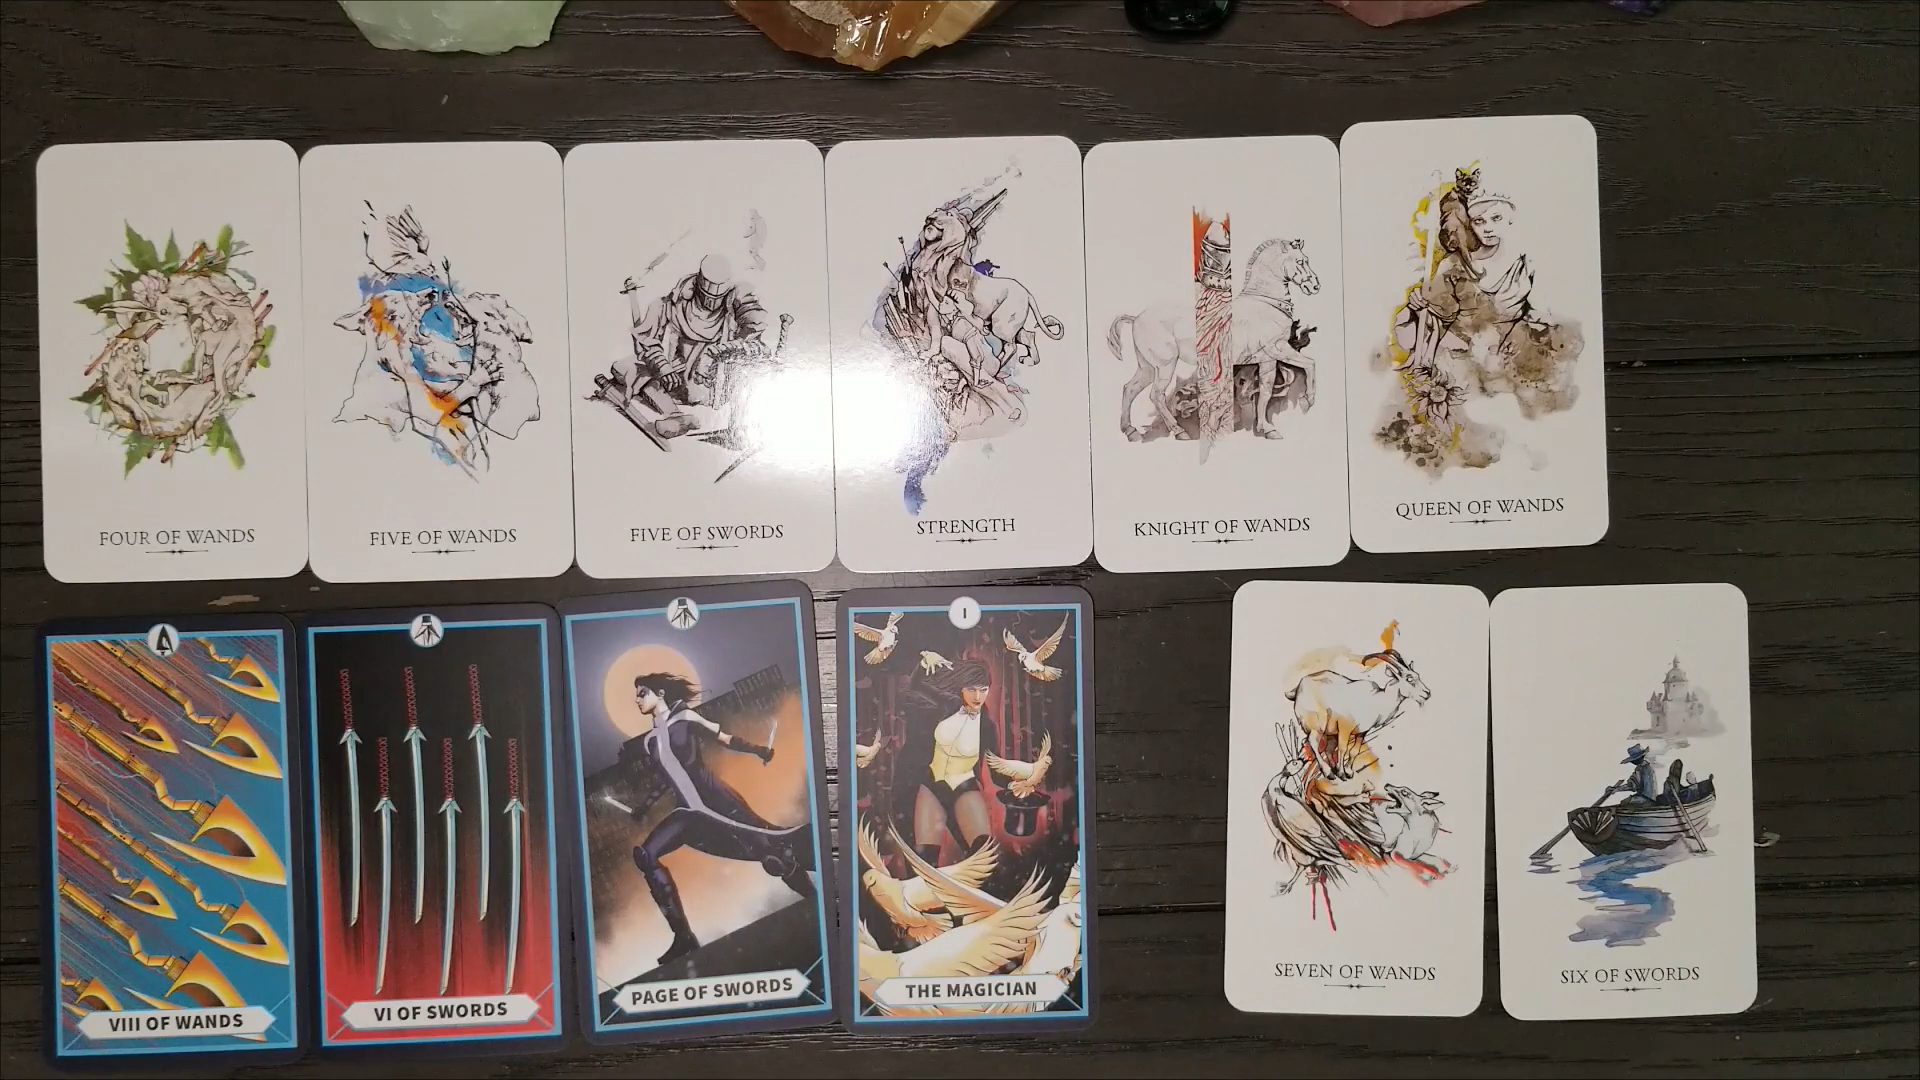 FOUR OF WANDS
FIVE OF WANDS
FIVE OF SWORDS
STRENGTH
KNIGHT OF WANDS
QUEEN OF WANDS
VIII OF WANDS
VI OF SWORDS
PAGE OF SWORDS
I
THE MAGICIAN
SEVEN OF WANDS
SIX OF SWORDS